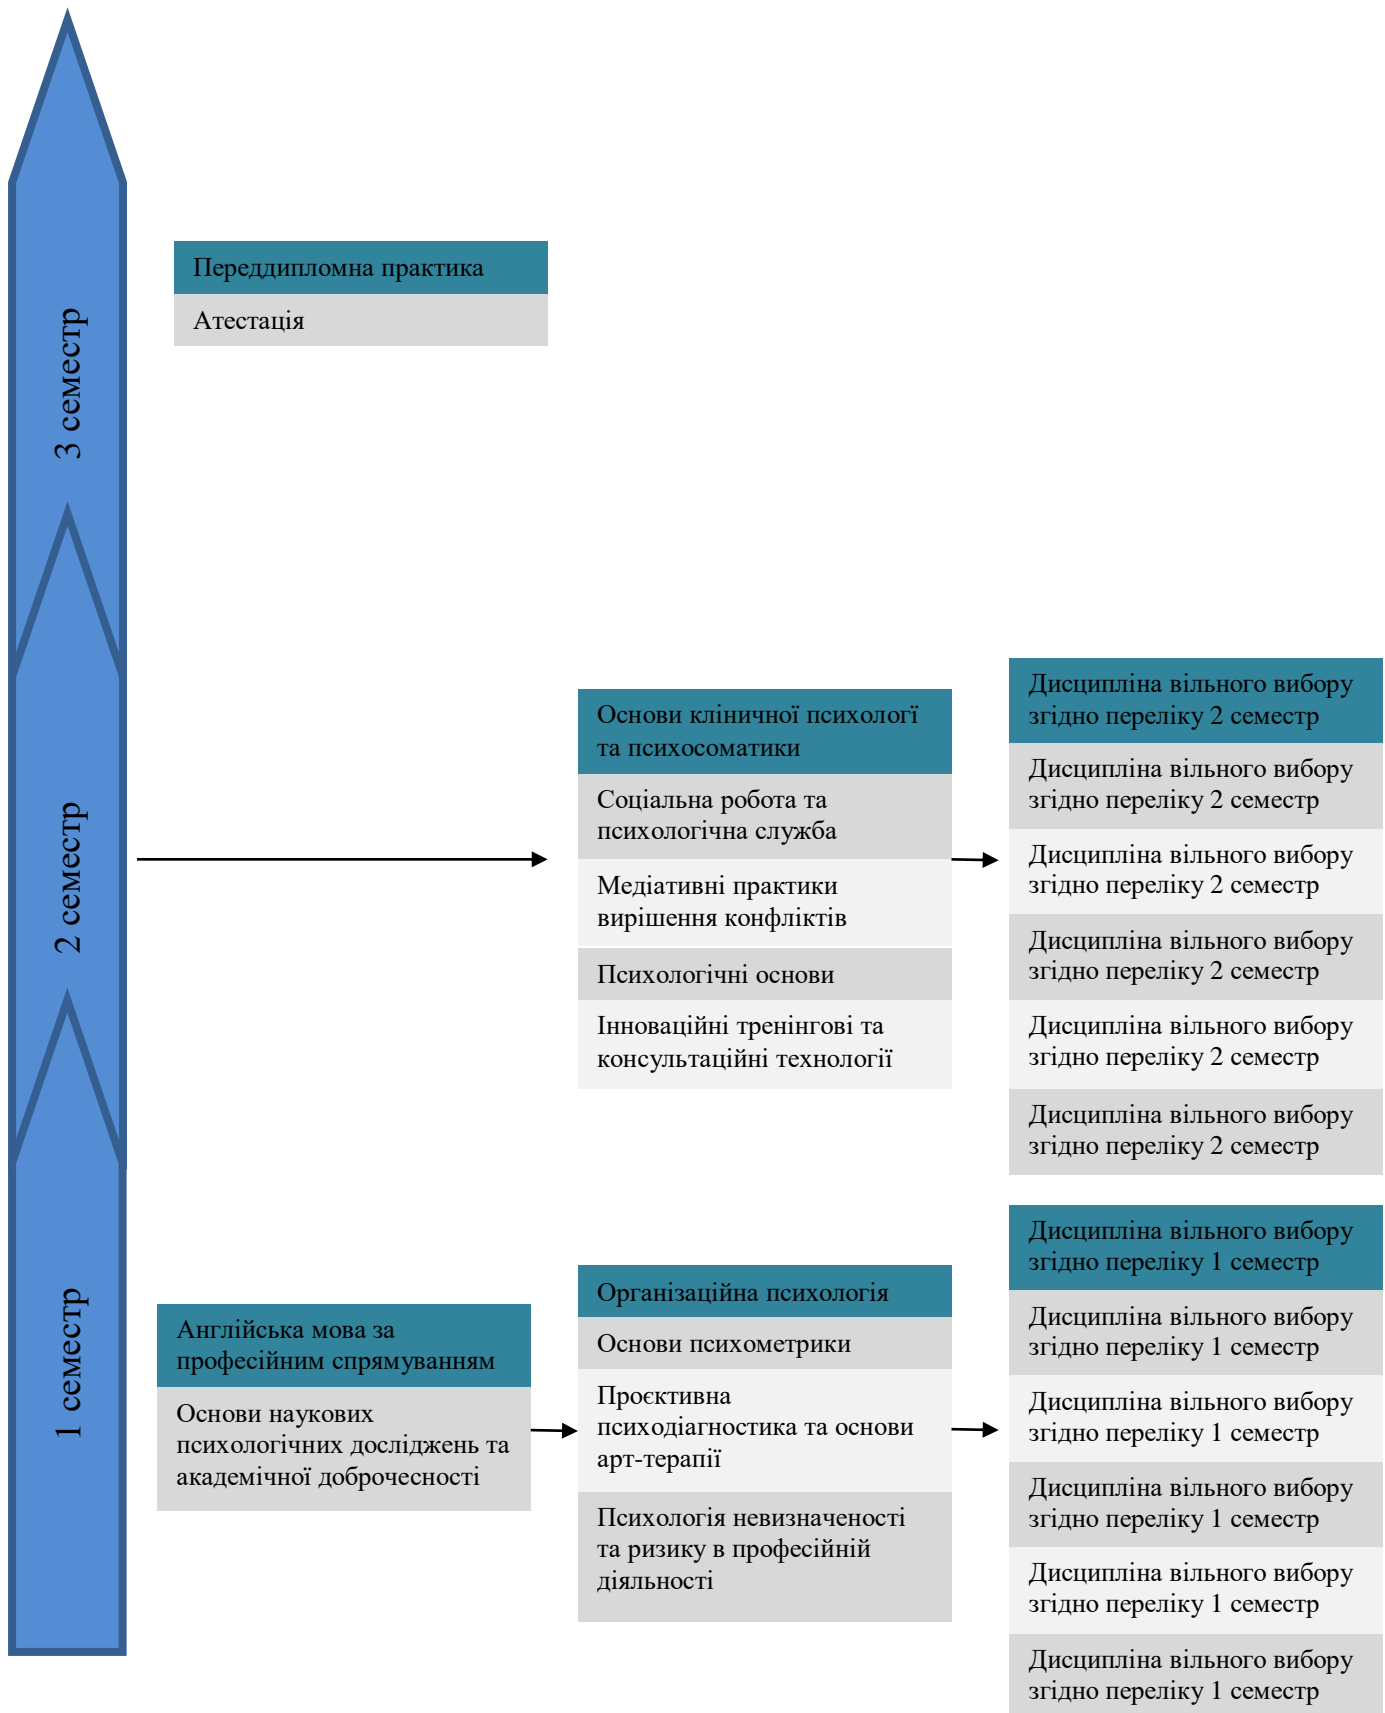 3 семестр
Переддипломна практика
Атестація
2 семестр
Основи кліничної психології
та психосоматики
Соціальна робота та
психологічна служба
Медіативні практики
вирішення конфліктів
Психологічні основи
Інноваційні тренінгові та
консультаційні технології
Дисципліна вільного вибору
згідно переліку 2 семестр
Дисципліна вільного вибору
згідно переліку 2 семестр
Дисципліна вільного вибору
згідно переліку 2 семестр
Дисципліна вільного вибору
згідно переліку 2 семестр
Дисципліна вільного вибору
згідно переліку 2 семестр
Дисципліна вільного вибору
згідно переліку 2 семестр
1 семестр
Англійська мова за
професійним спрямуванням
Основи наукових
психологічних досліджень та
академічної доброчесності
Організаційна психологія
Основи психометрики
Проєктивна
психодіагностика та основи
арт-терапії
Психологія невизначеності
та ризику в професійній
діяльності
Дисципліна вільного вибору
згідно переліку 1 семестр
Дисципліна вільного вибору
згідно переліку 1 семестр
Дисципліна вільного вибору
згідно переліку 1 семестр
Дисципліна вільного вибору
згідно переліку 1 семестр
Дисципліна вільного вибору
згідно переліку 1 семестр
Дисципліна вільного вибору
згідно переліку 1 семестр